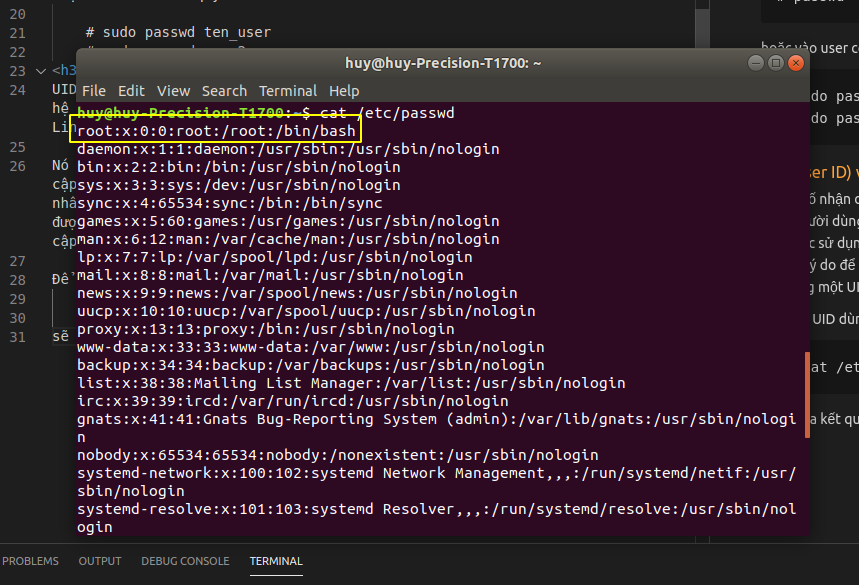 20
21 # sudo passwd ten_user
22
23 <h3
24 UID
hệ
Lin
25
26 Nó
cập
nhâ
đượ
cập
27
28 Để
29
30
31 sẽ
huy@huy-Precision-T1700: ~
File Edit View Search Terminal Help
huy@huy-Precision-T1700:~$ cat /etc/passwd
root:x:0:0:root:/root:/bin/bash
daemon:x:1:1:daemon:/usr/sbin:/usr/sbin/nologin
bin:x:2:2:bin:/bin:/usr/sbin/nologin
sys:x:3:3:sys:/dev:/usr/sbin/nologin
sync:x:4:65534:sync:/bin:/bin/sync
games:x:5:60:games:/usr/games:/usr/sbin/nologin
man:x:6:12:man:/var/cache/man:/usr/sbin/nologin
lp:x:7:7:lp:/var/spool/lpd:/usr/sbin/nologin
mail:x:8:8:mail:/var/mail:/usr/sbin/nologin
news:x:9:9:news:/var/spool/news:/usr/sbin/nologin
uucp:x:10:10:uucp:/var/spool/uucp:/usr/sbin/nologin
proxy:x:13:13:proxy:/bin:/usr/sbin/nologin
www-data:x:33:33:www-data:/var/www:/usr/sbin/nologin
backup:x:34:34:backup:/var/backups:/usr/sbin/nologin
list:x:38:38:Mailing List Manager:/var/list:/usr/sbin/nologin
irc:x:39:39:ircd:/var/run/ircd:/usr/sbin/nologin
gnats:x:41:41:Gnats Bug-Reporting System (admin):/var/lib/gnats:/usr/sbin/nologi
n
nobody:x:65534:65534:nobody:/nonexistent:/usr/sbin/nologin
systemd-network:x:100:102:systemd Network Management,,,:/run/systemd/netif:/usr/
sbin/nologin
systemd-resolve:x:101:103:systemd Resolver,,,:/run/systemd/resolve:/usr/sbin/nol
ogin
hoặc vào user c
do pas
do pas
ser ID) v
ố nhận d
ười dùng
c sử dụn
ý do để
g một UI
UID dùn
at /et
a kết qu
PROBLEMS OUTPUT DEBUG CONSOLE TERMINAL